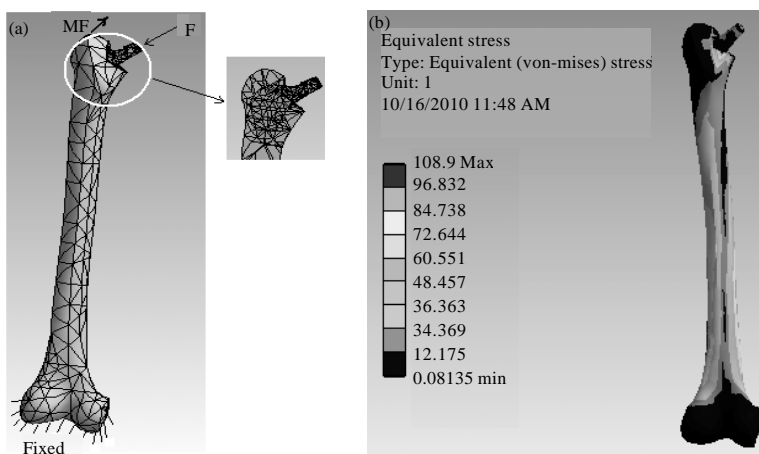 (a)
MF
F
Fixed
(b)
Equivalent stress
Type: Equivalent (von-mises) stress
Unit: 1
10/16/2010 11:48 AM
108.9 Max
96.832
84.738
72.644
60.551
48.457
36.363
34.369
12.175
0.08135 min